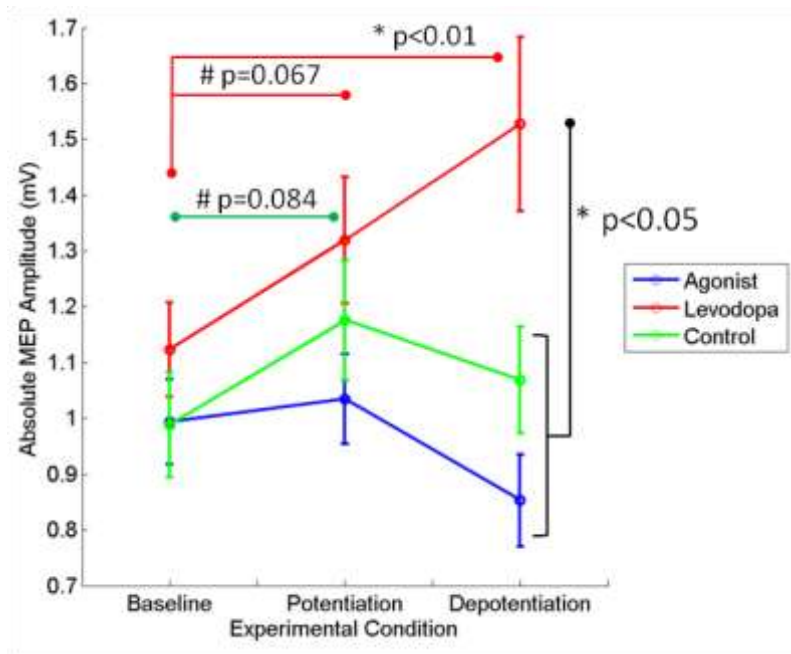 1.7
* p<0.01
1.6
# p=0.067
1.5
1.4
# p=0.084
1.3
* p<0.05
1.2
1.1
1
0.9
0.8
0.7
Absolute MEP Amplitude (mV)
Agonist
Levodopa
Control
Baseline Potentiation Depotentiation
Experimental Condition